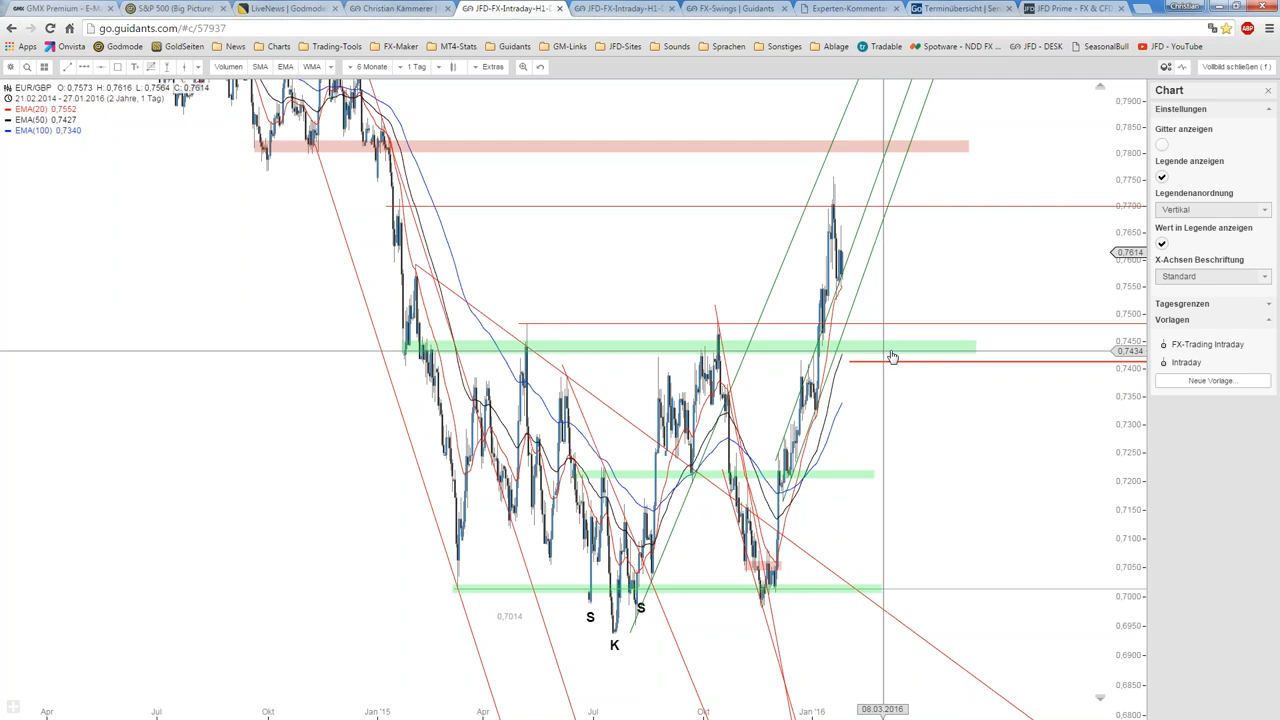 GMX Premium - E-M
S&P 500 (Big Picture)
LiveNews | Godmod
Christian Kämmerer |
JFD-FX-Intraday-H1-D
JFD-FX-Intraday-H1-D
FX-Swings | Guidants
Experten-Kommentar
Terminübersicht | Ser
JFD Prime - FX & CFD
Christian
go.guidants.com/#c/57937
ABP
Apps
Onvista
Godmode
GoldSeiten
News
Charts
Trading-Tools
FX-Maker
MT4-Stats
Guidants
GM-Links
JFD-Sites
Sounds
Sprachen
Sonstiges
Ablage
Tradable
Spotware - NDD FX ...
JFD - DESK
SeasonalBull
JFD - YouTube
Volumen
SMA
EMA
WMA
6 Monate
1 Tag
Extras
Vollbild schließen ( f )
EUR/GBP O: 0,7573 H: 0,7616 L: 0,7564 C: 0,7614
21.02.2014 - 27.01.2016 (2 Jahre, 1 Tag)
EMA(20) 0,7552
EMA(50) 0,7427
EMA(100) 0,7340
0,7900
0,7850
0,7800
0,7750
0,7700
0,7650
0,7614
0,7600
0,7550
0,7500
0,7450
0,7434
0,7400
0,7350
0,7300
0,7250
0,7200
0,7150
0,7100
0,7050
0,7000
0,6950
0,6900
0,6850
0,6800
S
S
K
0,7014
Apr
Jul
Okt
Jan '15
Apr
Jul
Okt
Jan '16
08.03.2016
Apr
Chart
Einstellungen
Gitter anzeigen
Legende anzeigen
Legendenanordnung
Vertikal
Wert in Legende anzeigen
X-Achsen Beschriftung
Standard
Tagesgrenzen
Vorlagen
FX-Trading Intraday
Intraday
Neue Vorlage...